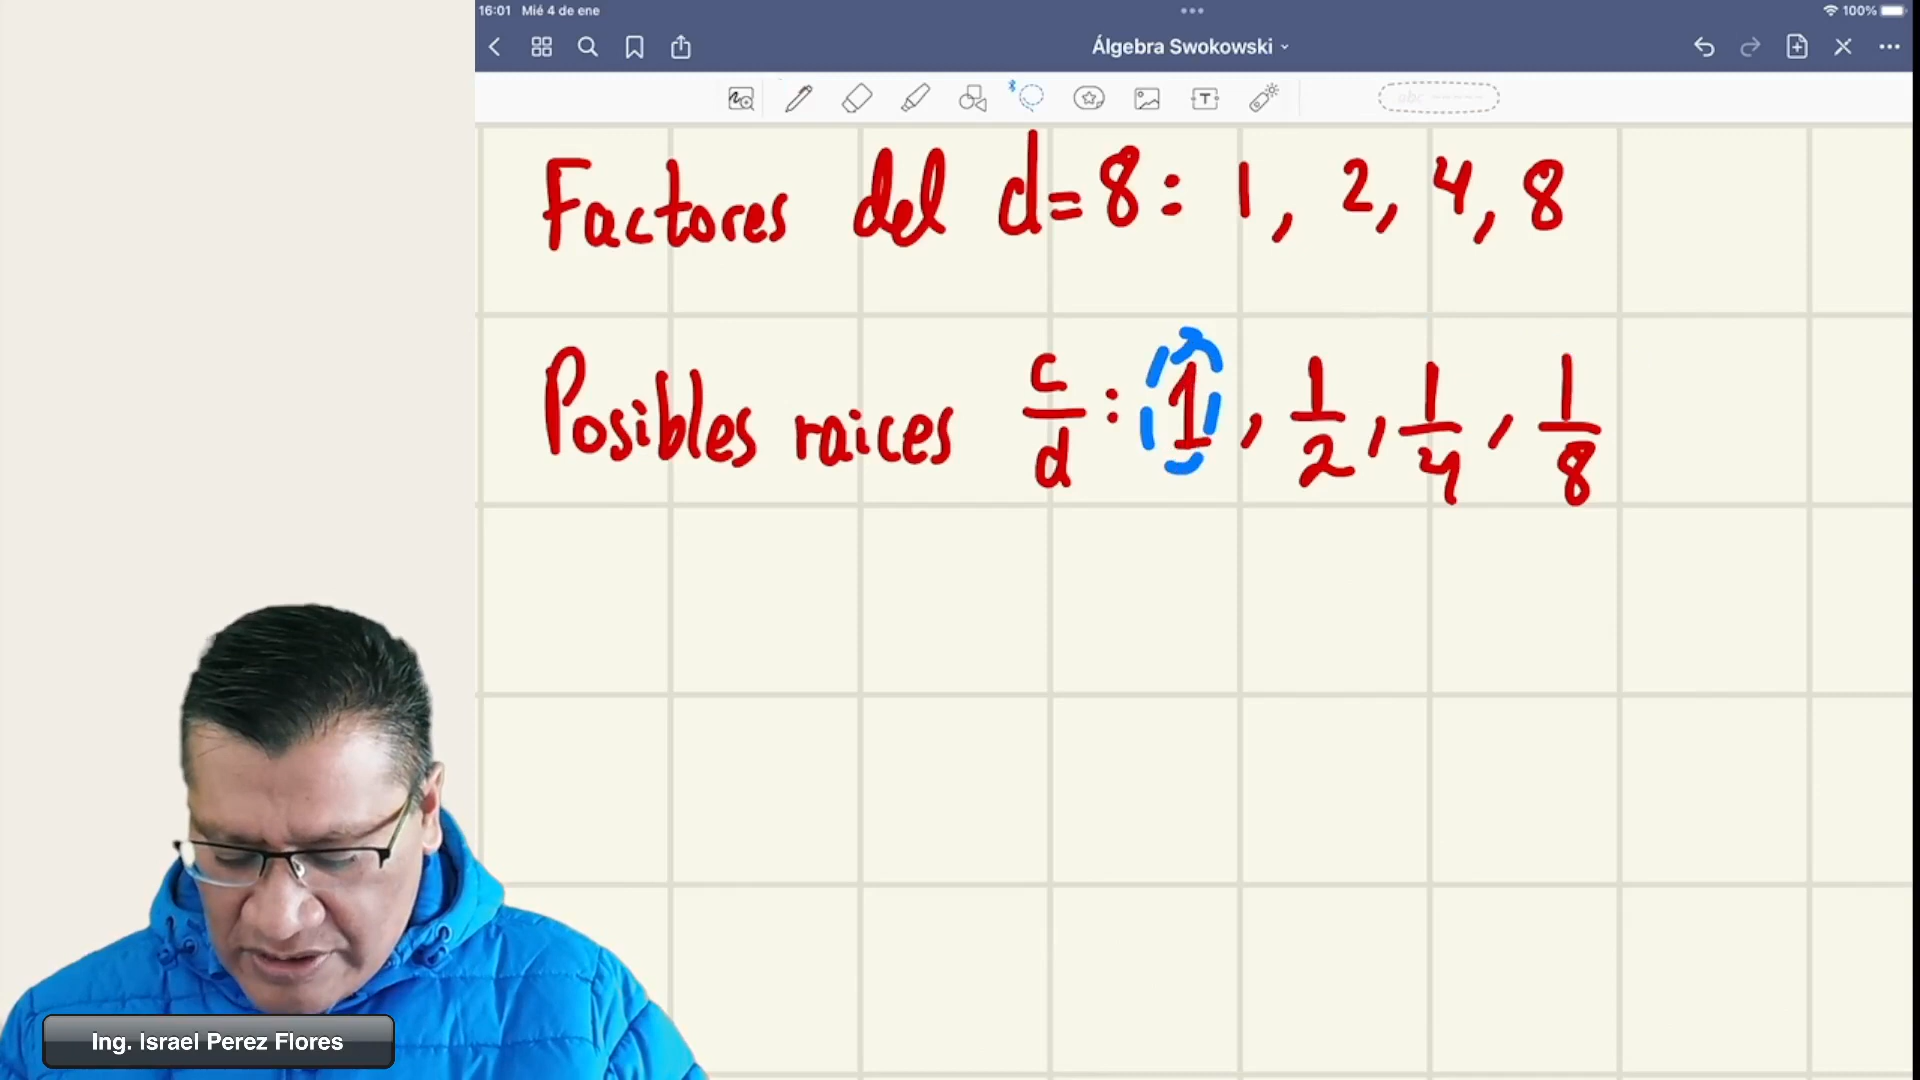 16:01 Mié 4 de ene
100%
Álgebra Swokowski
T
abc
Factores del d = 8 : 1, 2, 4, 8
Posibles raices c/d : 1, 1/2, 1/4, 1/8
Ing. Israel Perez Flores